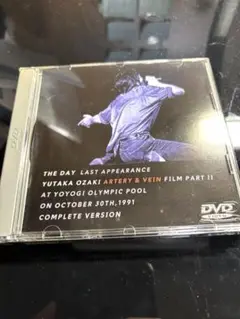 DVD
THE DAY LAST APPEARANCE
YUTAKA OZAKI ARTERY & VEIN FILM PART II
AT YOYOGI OLYMPIC POOL
ON OCTOBER 30TH,1991
COMPLETE VERSION
DVD